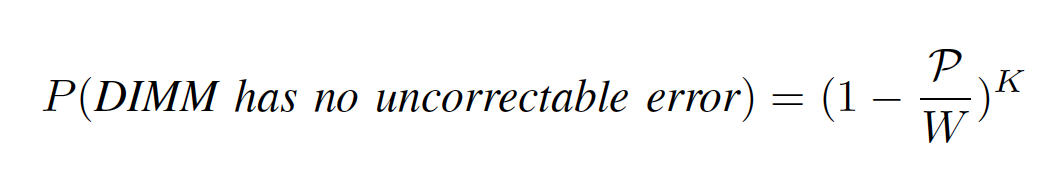 P(DIMM has no uncorrectable error) = (1 − 𝒫/W)^K